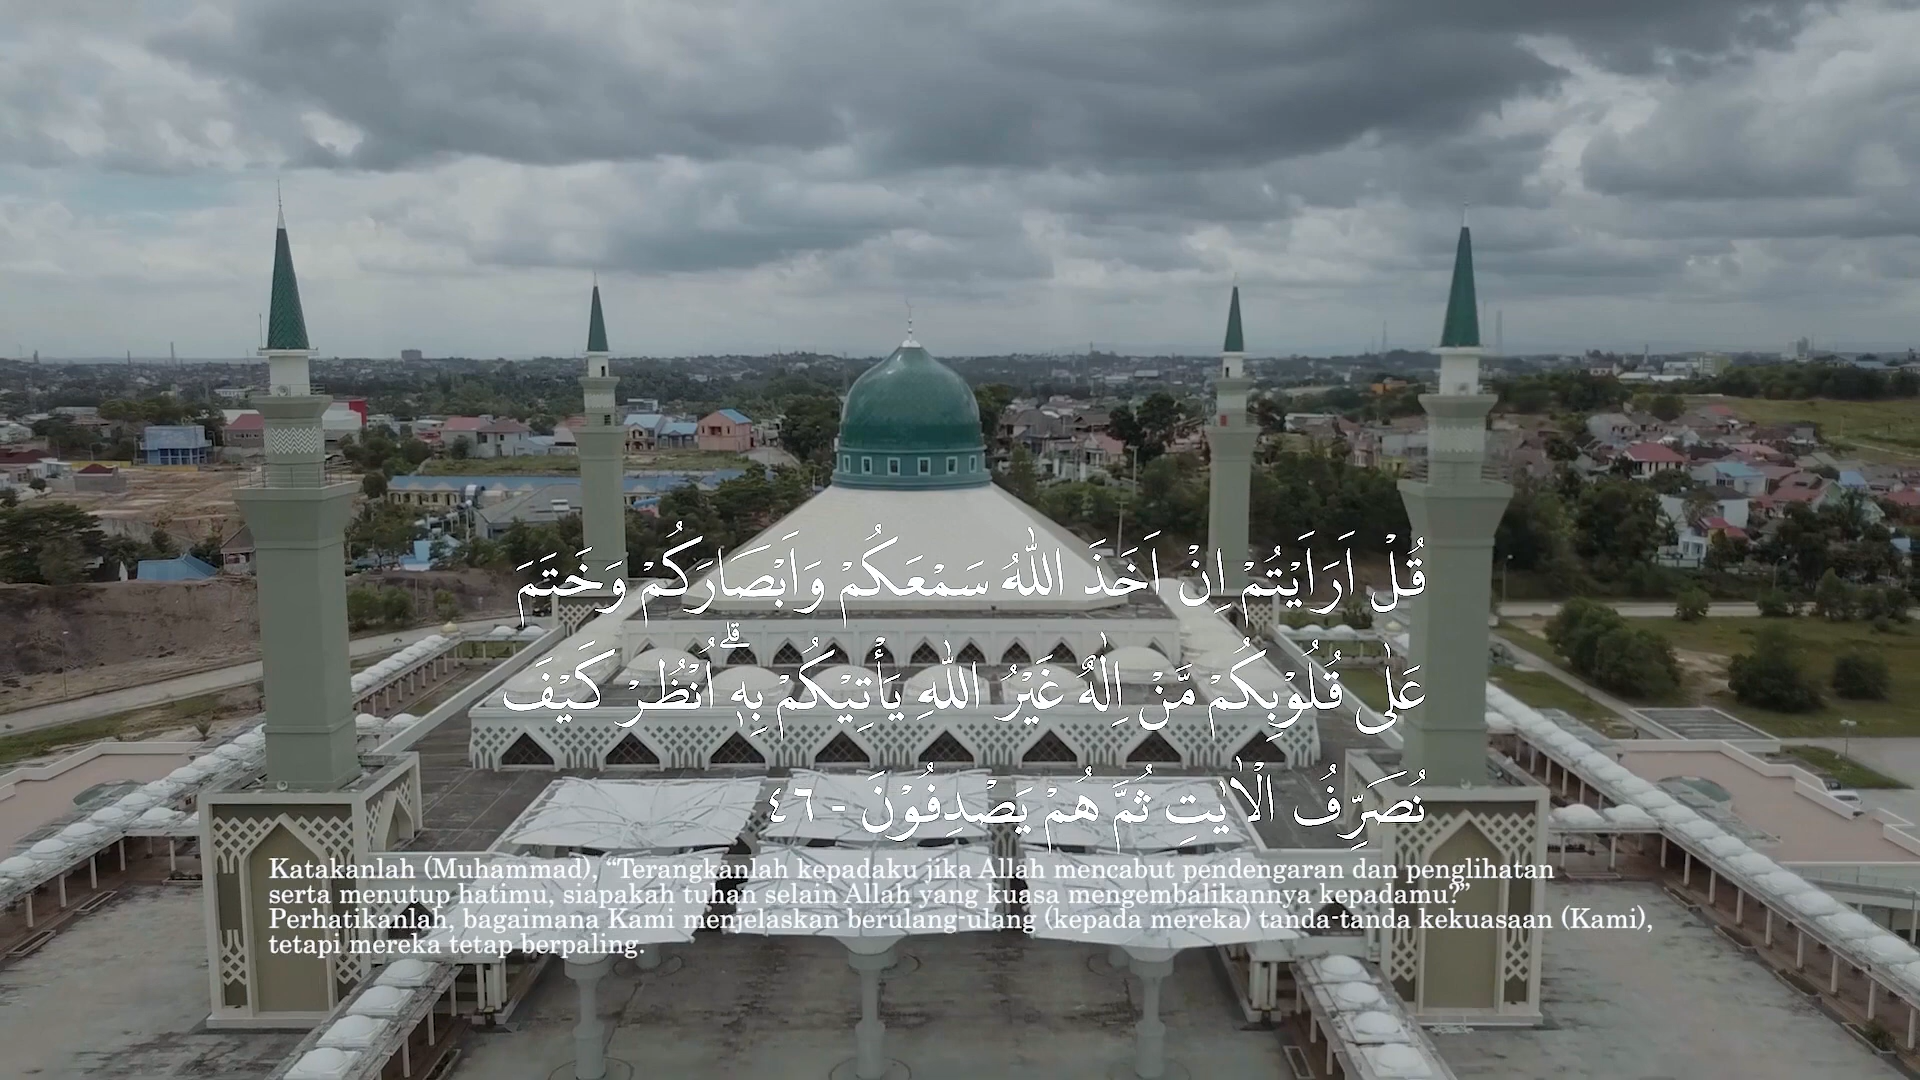 قُلْ اَرَاَيْتُمْ اِنْ اَخَذَ اللّٰهُ سَمْعَكُمْ وَاَبْصَارَكُمْ وَخَتَمَ
عَلٰى قُلُوْبِكُمْ مَّنْ اِلٰهٌ غَيْرُ اللّٰهِ يَأْتِيْكُمْ بِهٖۗ اُنْظُرْ كَيْفَ
نُصَرِّفُ الْاٰيٰتِ ثُمَّ هُمْ يَصْدِفُوْنَ - ٤٦
Katakanlah (Muhammad), “Terangkanlah kepadaku jika Allah mencabut pendengaran dan penglihatan
serta menutup hatimu, siapakah tuhan selain Allah yang kuasa mengembalikannya kepadamu?”
Perhatikanlah, bagaimana Kami menjelaskan berulang-ulang (kepada mereka) tanda-tanda kekuasaan (Kami),
tetapi mereka tetap berpaling.